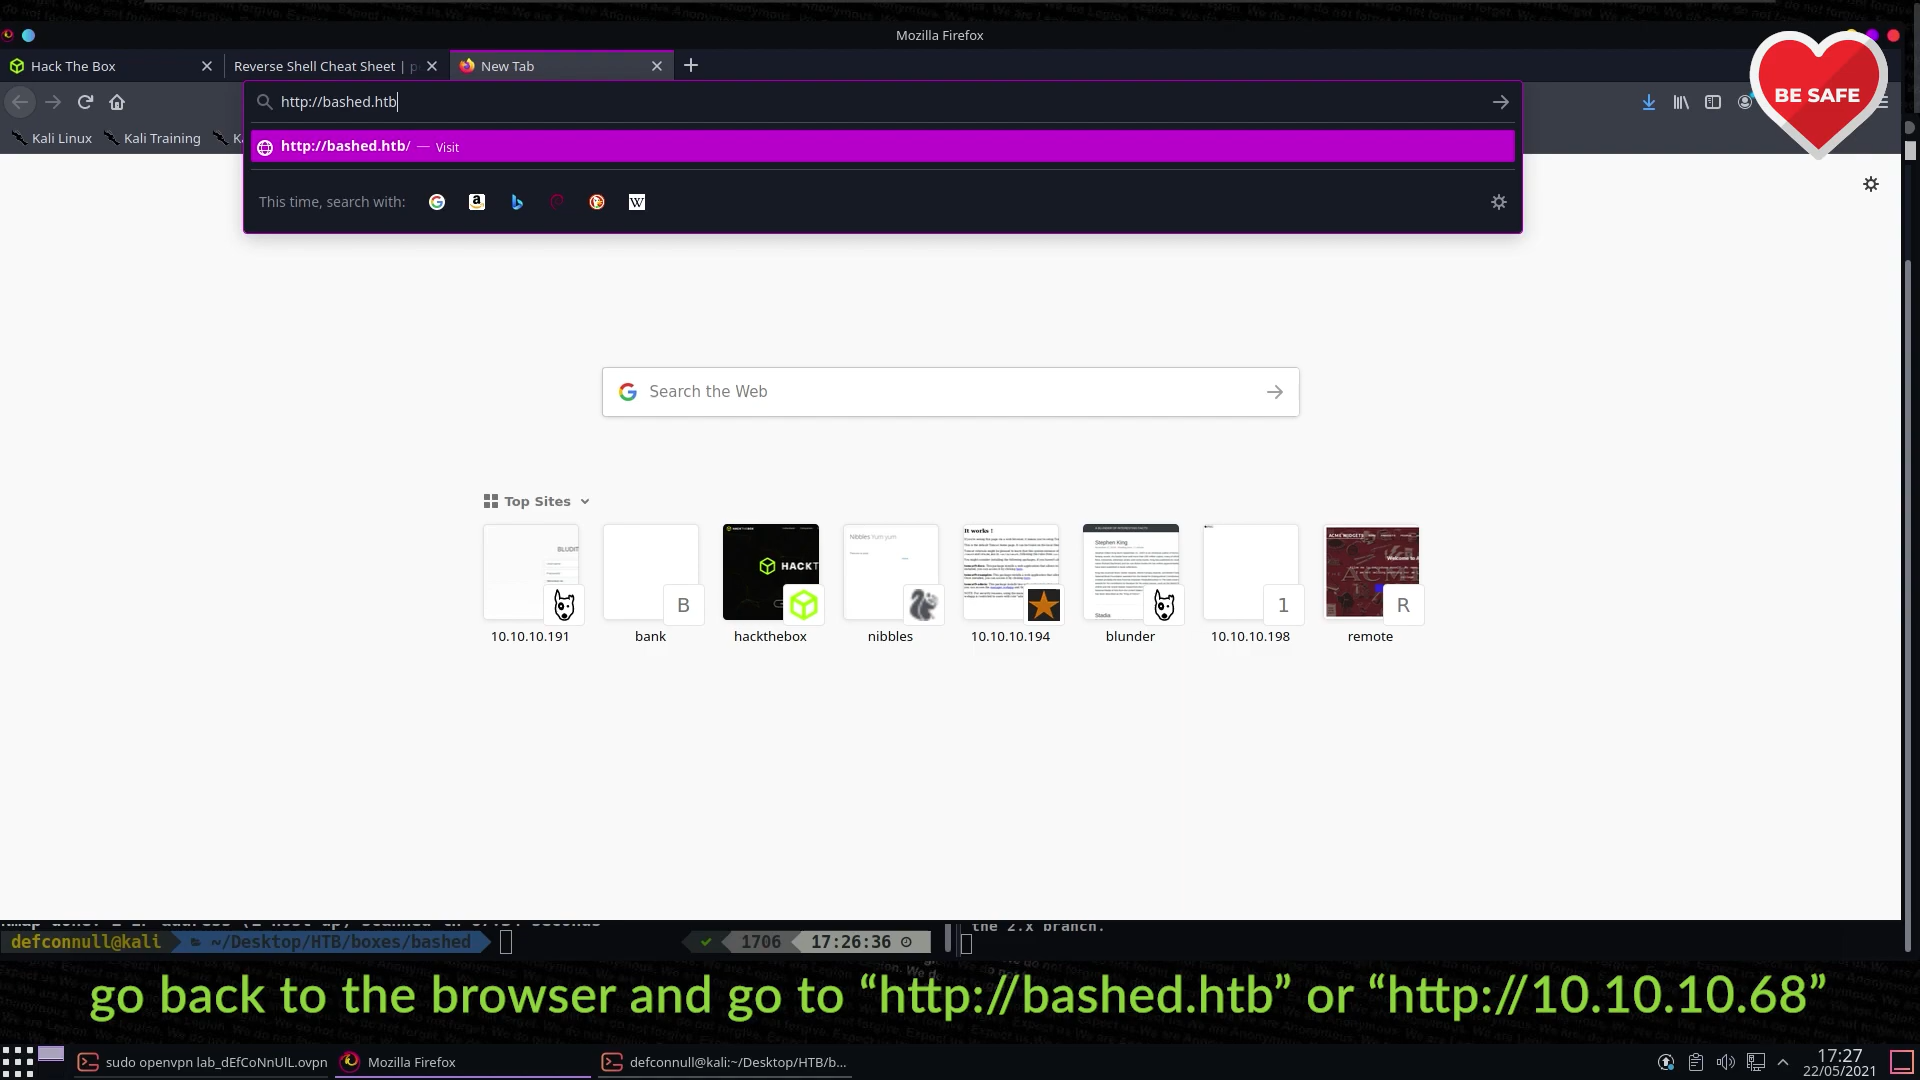 Mozilla Firefox
Hack The Box
Reverse Shell Cheat Sheet |
New Tab
http://bashed.htb
BE SAFE
Kali Linux
Kali Training
http://bashed.htb/ — Visit
This time, search with:
Search the Web
Top Sites
BLUDIT
B
HACKT
Nibbles Yum yum
It works !
Stephen King
Stadia
1
ACME WIDGETS
R
10.10.10.191
bank
hackthebox
nibbles
10.10.10.194
blunder
10.10.10.198
remote
the 2.x branch.
defconnull@kali ~/Desktop/HTB/boxes/bashed
1706 17:26:36
go back to the browser and go to “http://bashed.htb” or “http://10.10.10.68”
sudo openvpn lab_dEfCoNnUlL.ovpn
Mozilla Firefox
defconnull@kali:~/Desktop/HTB/b...
17:27
22/05/2021